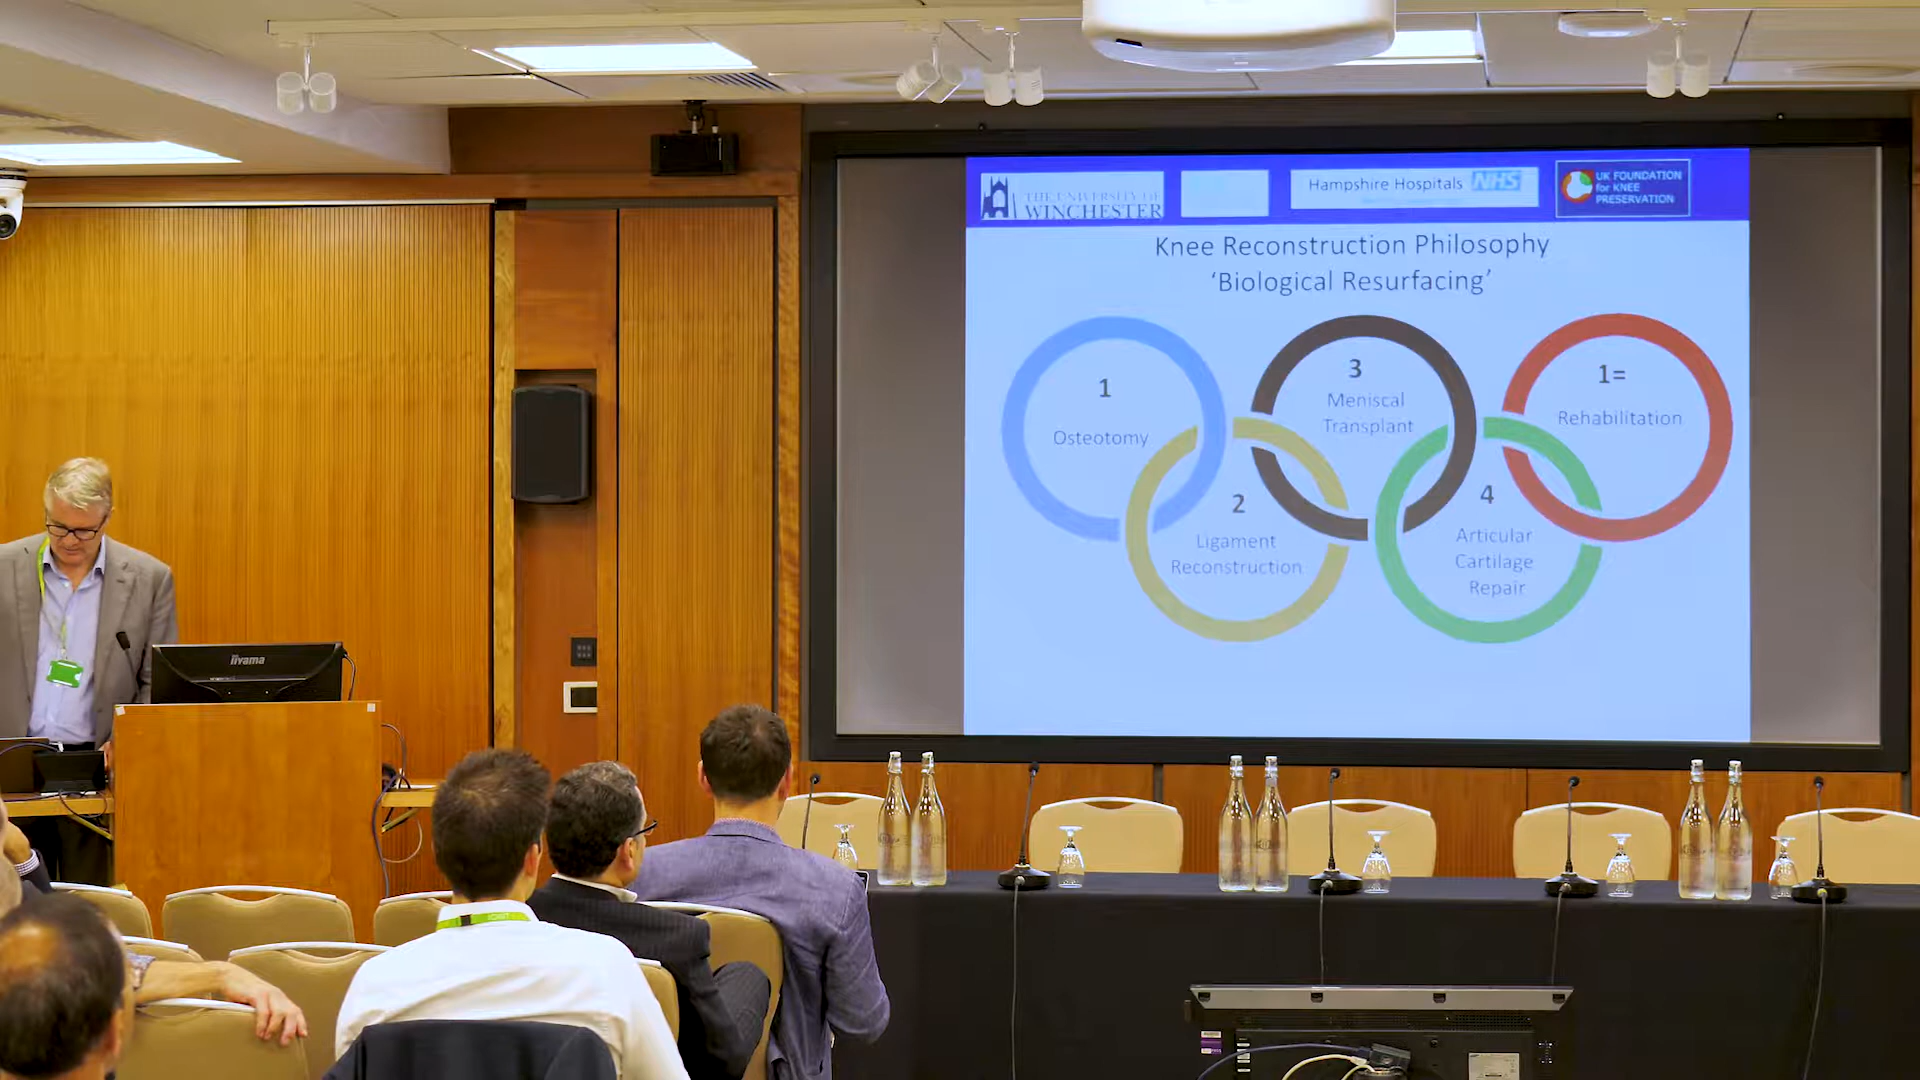 THE UNIVERSITY OF
WINCHESTER
Hampshire Hospitals NHS
UK FOUNDATION
for KNEE
PRESERVATION
Knee Reconstruction Philosophy
‘Biological Resurfacing’
1
Osteotomy
2
Ligament
Reconstruction
3
Meniscal
Transplant
4
Articular
Cartilage
Repair
1=
Rehabilitation
iiyama